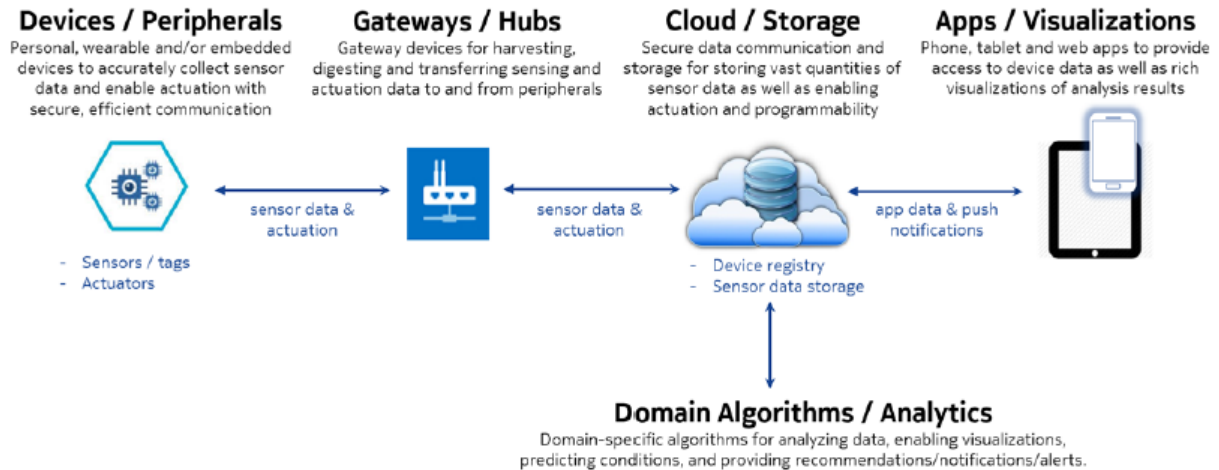 Devices / Peripherals
Personal, wearable and/or embedded
devices to accurately collect sensor
data and enable actuation with
secure, efficient communication
Gateways / Hubs
Gateway devices for harvesting,
digesting and transferring sensing and
actuation data to and from peripherals
Cloud / Storage
Secure data communication and
storage for storing vast quantities of
sensor data as well as enabling
actuation and programmability
Apps / Visualizations
Phone, tablet and web apps to provide
access to device data as well as rich
visualizations of analysis results
sensor data &
actuation
sensor data &
actuation
app data & push
notifications
- Sensors / tags
- Actuators
- Device registry
- Sensor data storage
Domain Algorithms / Analytics
Domain-specific algorithms for analyzing data, enabling visualizations,
predicting conditions, and providing recommendations/notifications/alerts.